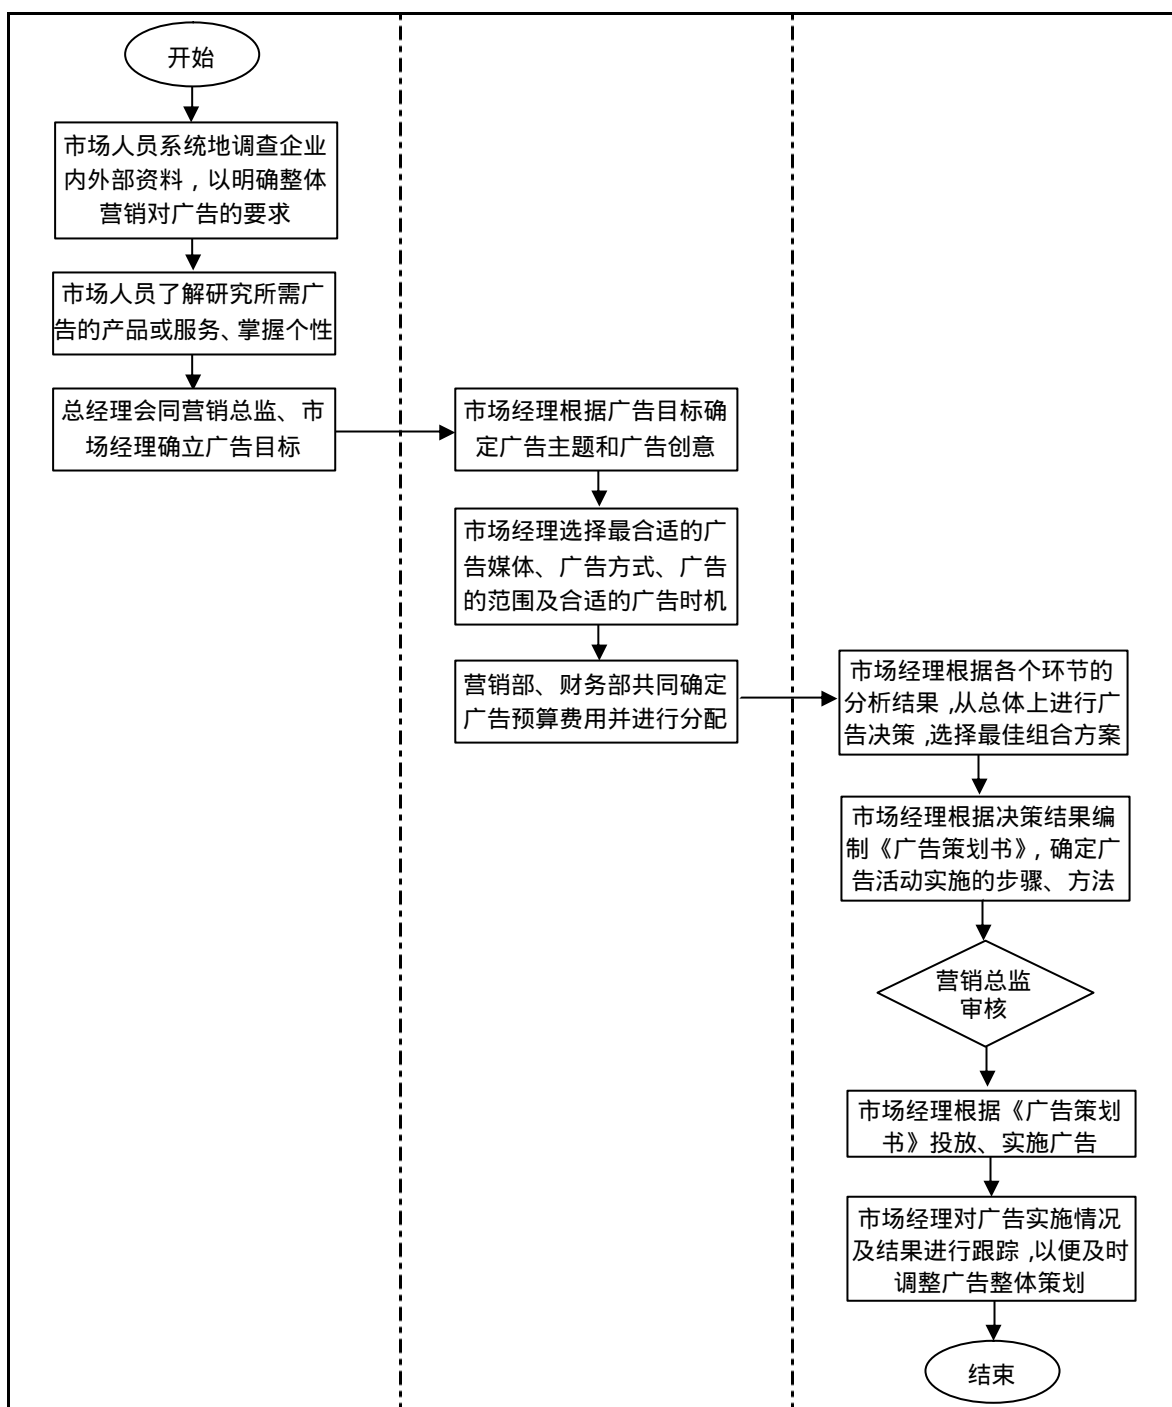 开始
市场人员系统地调查企业
内外部资料，以明确整体
营销对广告的要求
市场人员了解研究所需广
告的产品或服务、掌握个性
总经理会同营销总监、市
场经理确立广告目标
市场经理根据广告目标确
定广告主题和广告创意
市场经理选择最合适的广
告媒体、广告方式、广告
的范围及合适的广告时机
营销部、财务部共同确定
广告预算费用并进行分配
市场经理根据各个环节的
分析结果，从总体上进行广
告决策，选择最佳组合方案
市场经理根据决策结果编
制《广告策划书》，确定广
告活动实施的步骤、方法
营销总监
审核
市场经理根据《广告策划
书》投放、实施广告
市场经理对广告实施情况
及结果进行跟踪，以便及时
调整广告整体策划
结束